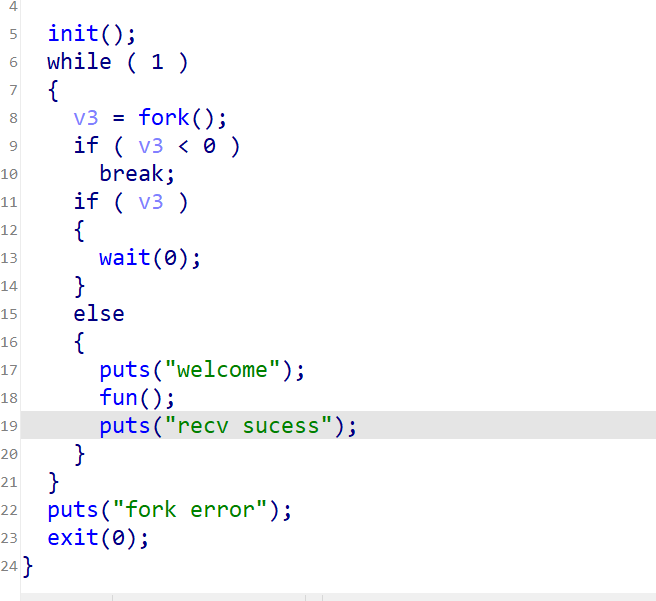 4
5 init();
6 while ( 1 )
7 {
8 v3 = fork();
9 if ( v3 < 0 )
10 break;
11 if ( v3 )
12 {
13 wait(0);
14 }
15 else
16 {
17 puts("welcome");
18 fun();
19 puts("recv sucess");
20 }
21 }
22 puts("fork error");
23 exit(0);
24 }